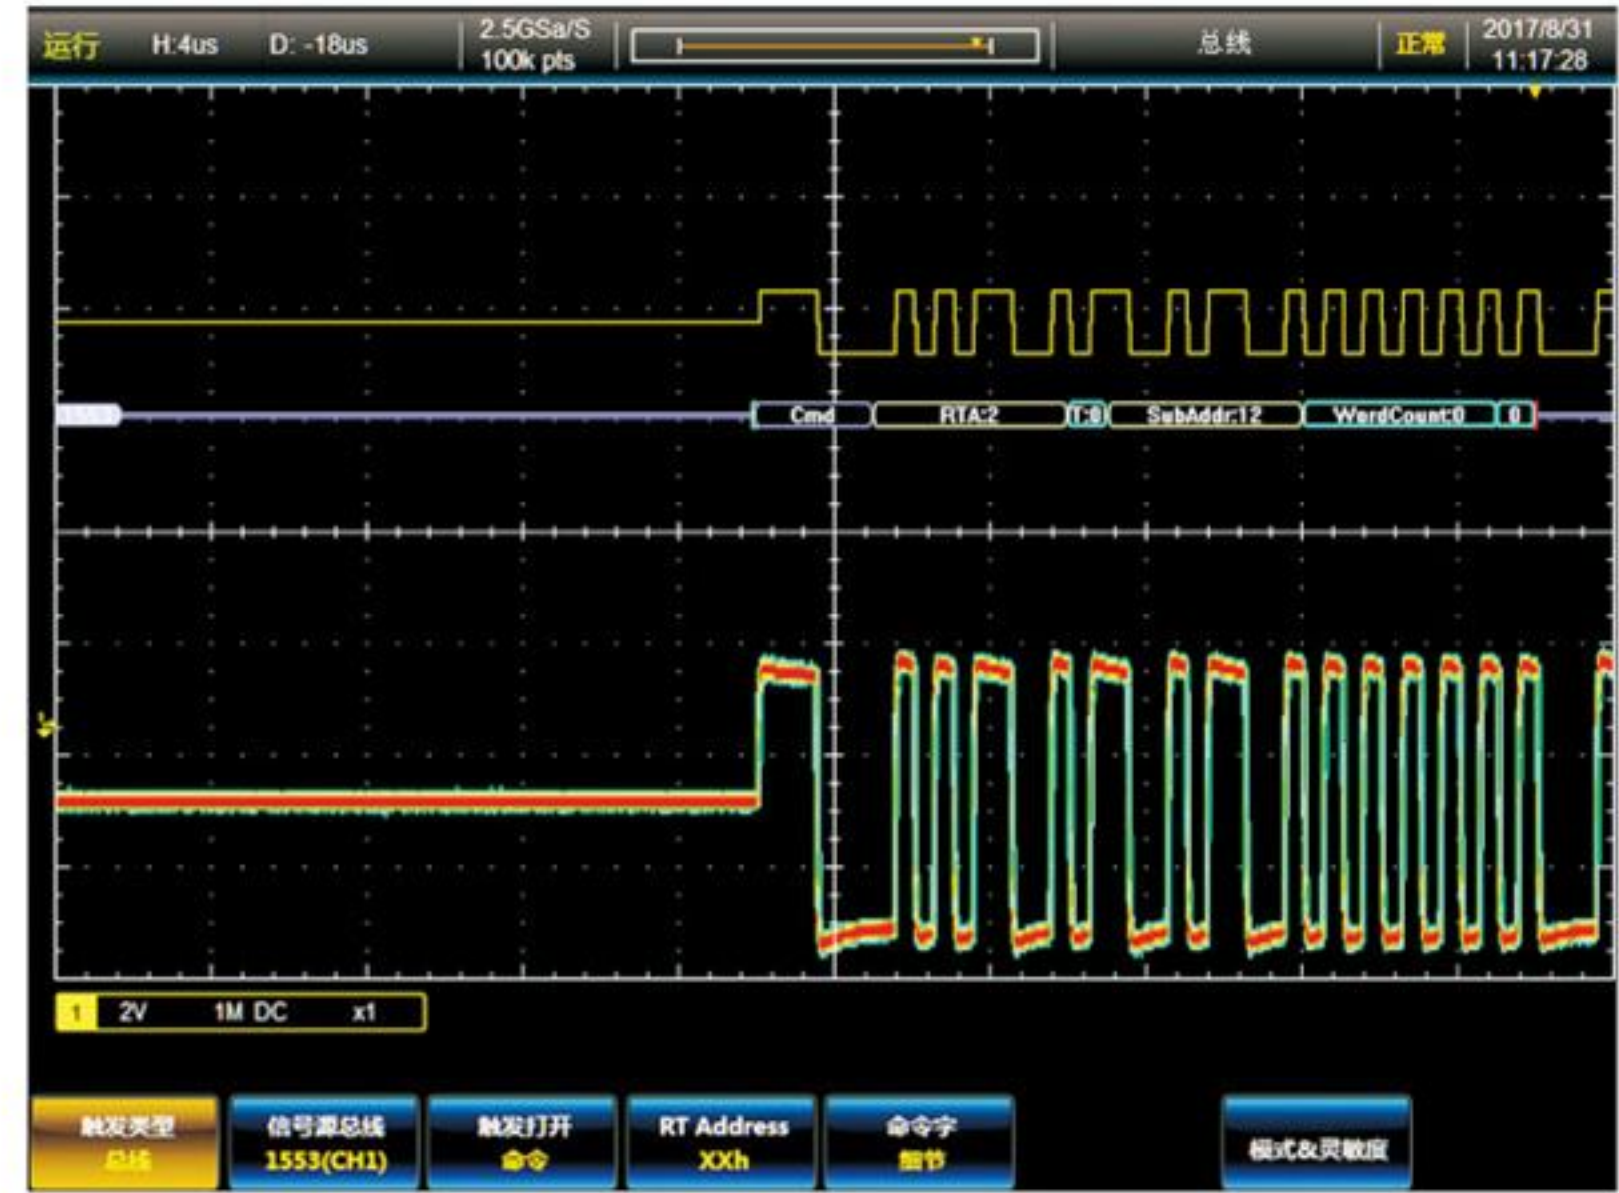 运行 H:4us D: -18us 2.5GSa/S 总线 正常 2017/8/31
100k pts 11:17:28
Cmd RTA:2 T:0 SubAddr:12 WordCount:0 0
1 2V 1M DC x1
触发类型 信号源总线 触发打开 RT Address 命令字
总线 1553(CH1) 命令 XXh 细节
模式&灵敏度